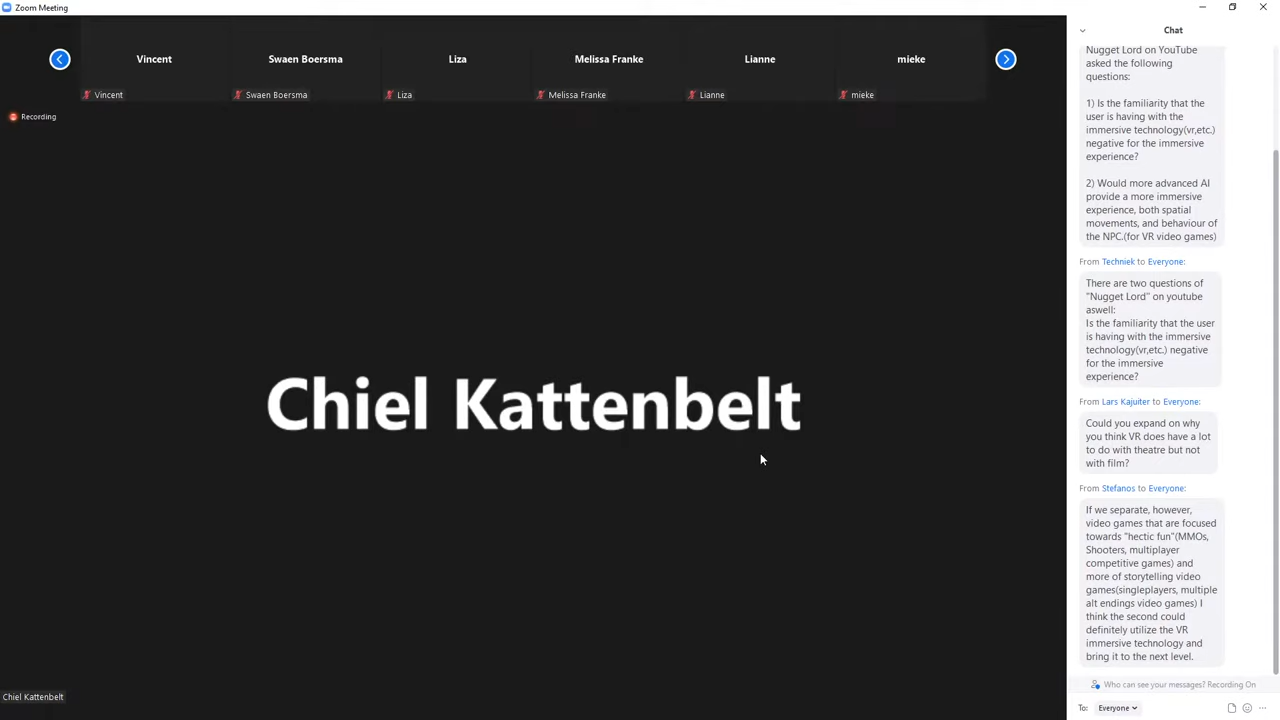 Zoom Meeting
Vincent
Swaen Boersma
Liza
Melissa Franke
Lianne
mieke
Vincent
Swaen Boersma
Liza
Melissa Franke
Lianne
mieke
Recording
Chiel Kattenbelt
Chiel Kattenbelt
Chat
Nugget Lord on YouTube
asked the following
questions:
1) Is the familiarity that the
user is having with the
immersive technology(vr,etc.)
negative for the immersive
experience?
2) Would more advanced AI
provide a more immersive
experience, both spatial
movements, and behaviour of
the NPC.(for VR video games)
From Techniek to Everyone:
There are two questions of
"Nugget Lord" on youtube
aswell:
Is the familiarity that the user
is having with the immersive
technology(vr,etc.) negative
for the immersive
experience?
From Lars Kajuiter to Everyone:
Could you expand on why
you think VR does have a lot
to do with theatre but not
with film?
From Stefanos to Everyone:
If we separate, however,
video games that are focused
towards "hectic fun"(MMOs,
Shooters, multiplayer
competitive games) and
more of storytelling video
games(singleplayers, multiple
alt endings video games) I
think the second could
definitely utilize the VR
immersive technology and
bring it to the next level.
Who can see your messages? Recording On
To: Everyone